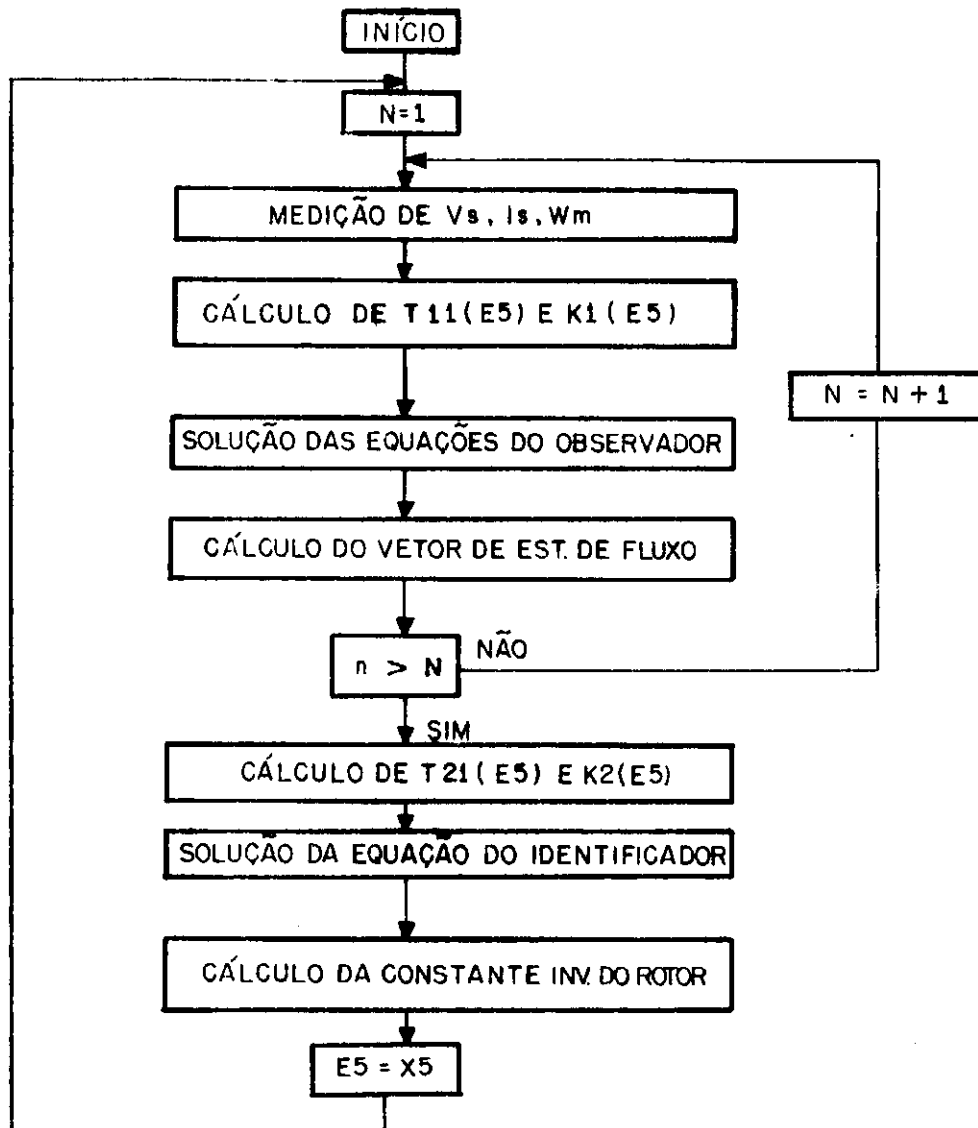 INÍCIO
N=1
MEDIÇÃO DE Vs, Is, Wm
CÁLCULO DE T11(E5) E K1(E5)
N = N + 1
SOLUÇÃO DAS EQUAÇÕES DO OBSERVADOR
CÁLCULO DO VETOR DE EST. DE FLUXO
n > N
NÃO
SIM
CÁLCULO DE T21(E5) E K2(E5)
SOLUÇÃO DA EQUAÇÃO DO IDENTIFICADOR
CÁLCULO DA CONSTANTE INV. DO ROTOR
E5 = X5